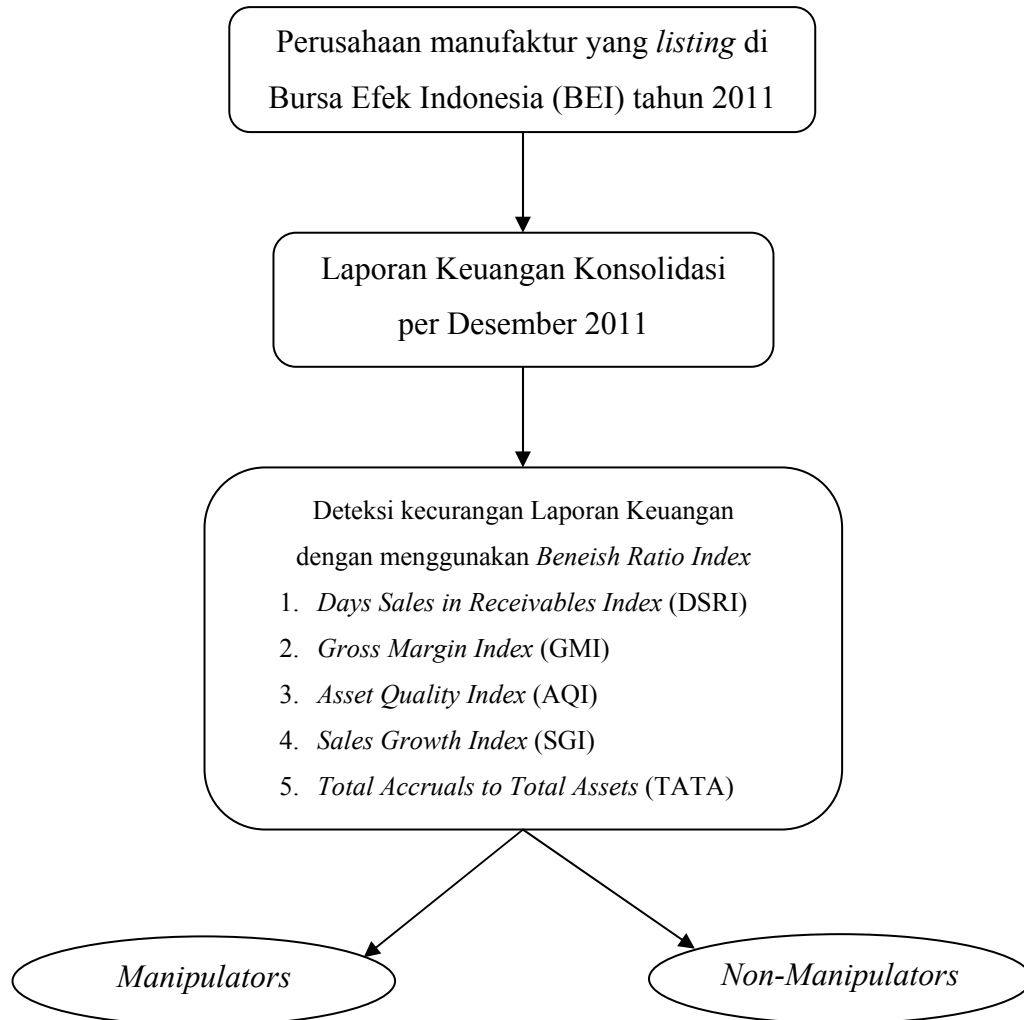 Perusahaan manufaktur yang listing di
Bursa Efek Indonesia (BEI) tahun 2011
Laporan Keuangan Konsolidasi
per Desember 2011
Deteksi kecurangan Laporan Keuangan
dengan menggunakan Beneish Ratio Index
1. Days Sales in Receivables Index (DSRI)
2. Gross Margin Index (GMI)
3. Asset Quality Index (AQI)
4. Sales Growth Index (SGI)
5. Total Accruals to Total Assets (TATA)
Manipulators
Non-Manipulators